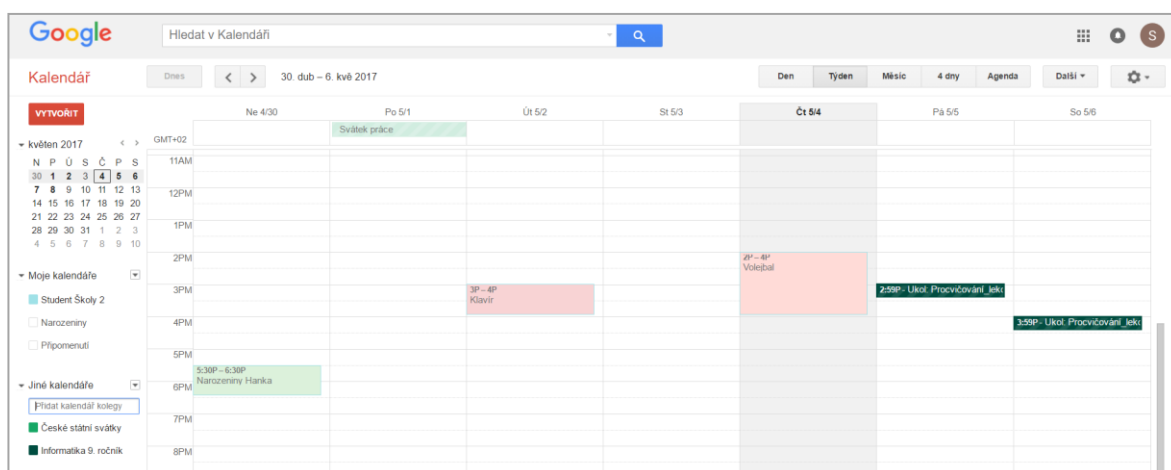 Google
Hledat v Kalendáři
S
Kalendář
Dnes
30. dub – 6. kvě 2017
Den Týden Měsíc 4 dny Agenda
Další
VYTVOŘIT
Ne 4/30 Po 5/1 Út 5/2 St 5/3 Čt 5/4 Pá 5/5 So 5/6
GMT+02
Svátek práce
květen 2017
N P Ú S Č P S
30 1 2 3 4 5 6
7 8 9 10 11 12 13
14 15 16 17 18 19 20
21 22 23 24 25 26 27
28 29 30 31 1 2 3
4 5 6 7 8 9 10
Moje kalendáře
Student Školy 2
Narozeniny
Připomenutí
Jiné kalendáře
Přidat kalendář kolegy
České státní svátky
Informatika 9. ročník
11AM
12PM
1PM
2PM
3PM
4PM
5PM
6PM
7PM
8PM
5:30P – 6:30P
Narozeniny Hanka
3P – 4P
Klavír
2P – 4P
Volejbal
2:59P - Úkol: Procvičování_leko
3:59P - Úkol: Procvičování_leko